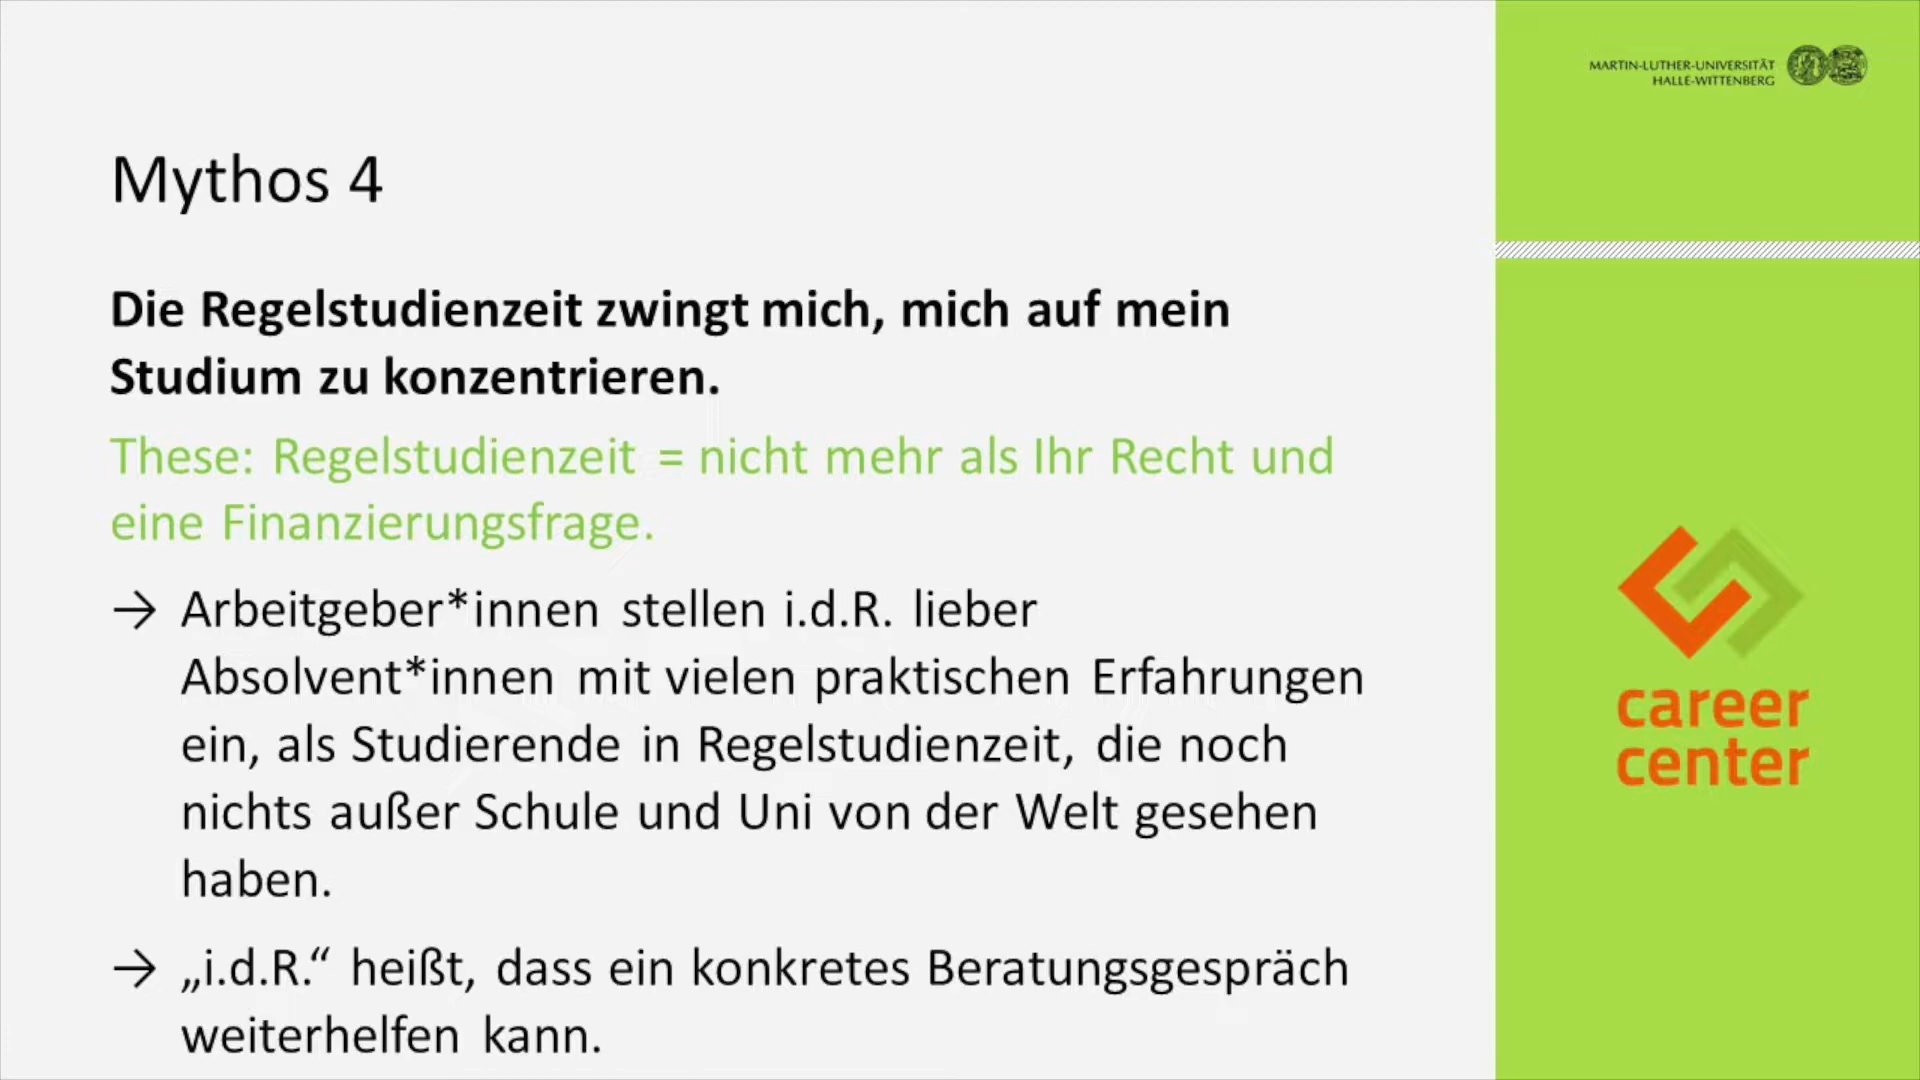 MARTIN-LUTHER-UNIVERSITÄT
HALLE-WITTENBERG
Mythos 4
Die Regelstudienzeit zwingt mich, mich auf mein
Studium zu konzentrieren.
These: Regelstudienzeit = nicht mehr als Ihr Recht und
eine Finanzierungsfrage.
→ Arbeitgeber*innen stellen i.d.R. lieber
Absolvent*innen mit vielen praktischen Erfahrungen
ein, als Studierende in Regelstudienzeit, die noch
nichts außer Schule und Uni von der Welt gesehen
haben.
→ „i.d.R.“ heißt, dass ein konkretes Beratungsgespräch
weiterhelfen kann.
career
center